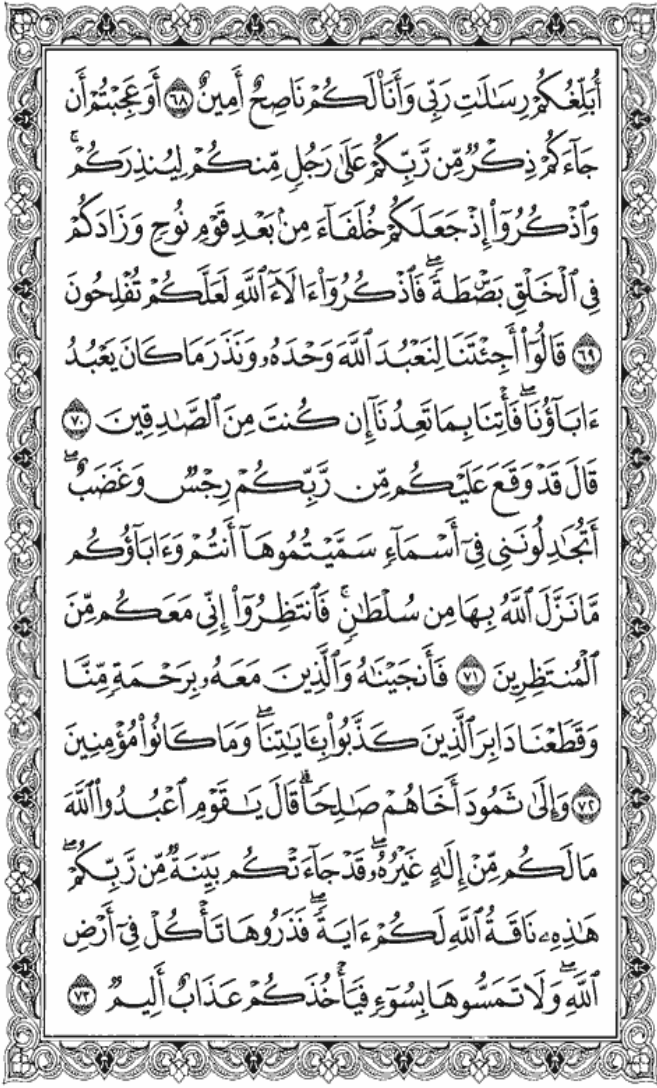 أُبَلِّغُكُمْ رِسَٰلَٰتِ رَبِّى وَأَنَا۠ لَكُمْ نَاصِحٌ أَمِينٌ ٦٨ أَوَعَجِبْتُمْ أَن
جَآءَكُمْ ذِكْرٌ مِّن رَّبِّكُمْ عَلَىٰ رَجُلٍ مِّنكُمْ لِيُنذِرَكُمْ ۚ
وَٱذْكُرُوٓا۟ إِذْ جَعَلَكُمْ خُلَفَآءَ مِنۢ بَعْدِ قَوْمِ نُوحٍ وَزَادَكُمْ
فِى ٱلْخَلْقِ بَصْۜطَةً ۖ فَٱذْكُرُوٓا۟ ءَالَآءَ ٱللَّهِ لَعَلَّكُمْ تُفْلِحُونَ
٦٩ قَالُوٓا۟ أَجِئْتَنَا لِنَعْبُدَ ٱللَّهَ وَحْدَهُۥ وَنَذَرَ مَا كَانَ يَعْبُدُ
ءَابَآؤُنَا ۖ فَأْتِنَا بِمَا تَعِدُنَآ إِن كُنتَ مِنَ ٱلصَّٰدِقِينَ ٧٠
قَالَ قَدْ وَقَعَ عَلَيْكُم مِّن رَّبِّكُمْ رِجْسٌ وَغَضَبٌ ۖ
أَتُجَٰدِلُونَنِى فِىٓ أَسْمَآءٍ سَمَّيْتُمُوهَآ أَنتُمْ وَءَابَآؤُكُم
مَّا نَزَّلَ ٱللَّهُ بِهَا مِن سُلْطَٰنٍ ۚ فَٱنتَظِرُوٓا۟ إِنِّى مَعَكُم مِّنَ
ٱلْمُنتَظِرِينَ ٧١ فَأَنجَيْنَٰهُ وَٱلَّذِينَ مَعَهُۥ بِرَحْمَةٍ مِّنَّا
وَقَطَعْنَا دَابِرَ ٱلَّذِينَ كَذَّبُوا۟ بِـَٔايَٰتِنَا ۖ وَمَا كَانُوا۟ مُؤْمِنِينَ
٧٢ وَإِلَىٰ ثَمُودَ أَخَاهُمْ صَٰلِحًا ۗ قَالَ يَٰقَوْمِ ٱعْبُدُوا۟ ٱللَّهَ
مَا لَكُم مِّنْ إِلَٰهٍ غَيْرُهُۥ ۖ قَدْ جَآءَتْكُم بَيِّنَةٌ مِّن رَّبِّكُمْ ۖ
هَٰذِهِۦ نَاقَةُ ٱللَّهِ لَكُمْ ءَايَةً ۖ فَذَرُوهَا تَأْكُلْ فِىٓ أَرْضِ
ٱللَّهِ ۖ وَلَا تَمَسُّوهَا بِسُوٓءٍ فَيَأْخُذَكُمْ عَذَابٌ أَلِيمٌ ٧٣